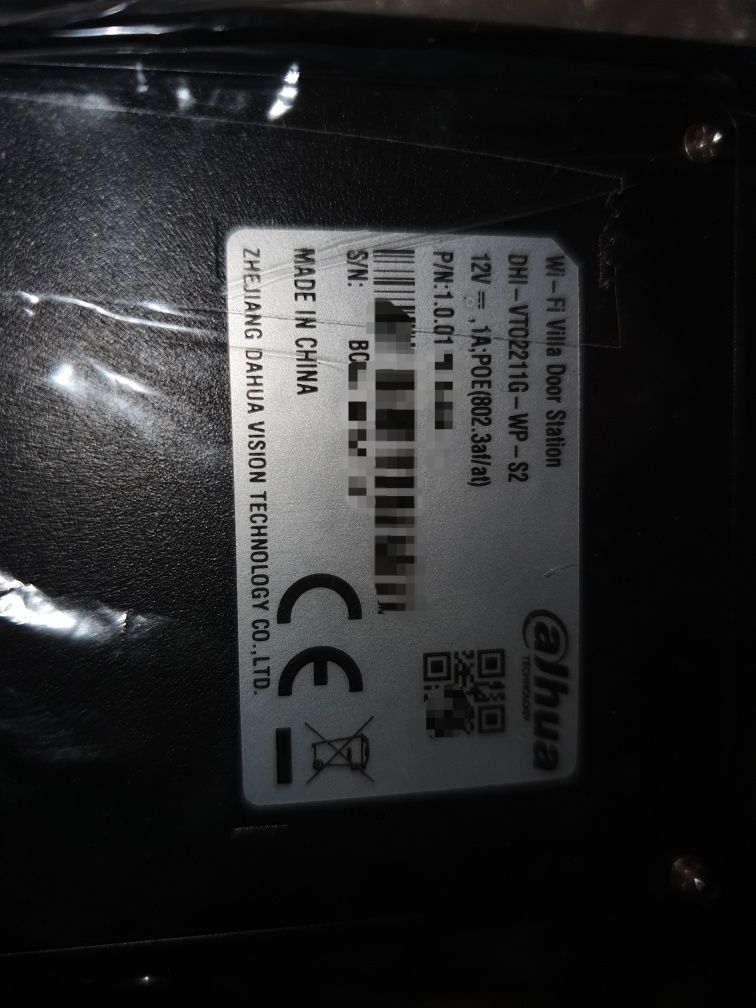 alhua
TECHNOLOGY
Wi-Fi Villa Door Station
DHI-VTO2211G-WP-S2
12V ⎓ , 1A;POE(802.3af/at)
P/N:1.0.01
S/N: BC
MADE IN CHINA
CE
ZHEJIANG DAHUA VISION TECHNOLOGY CO.,LTD.